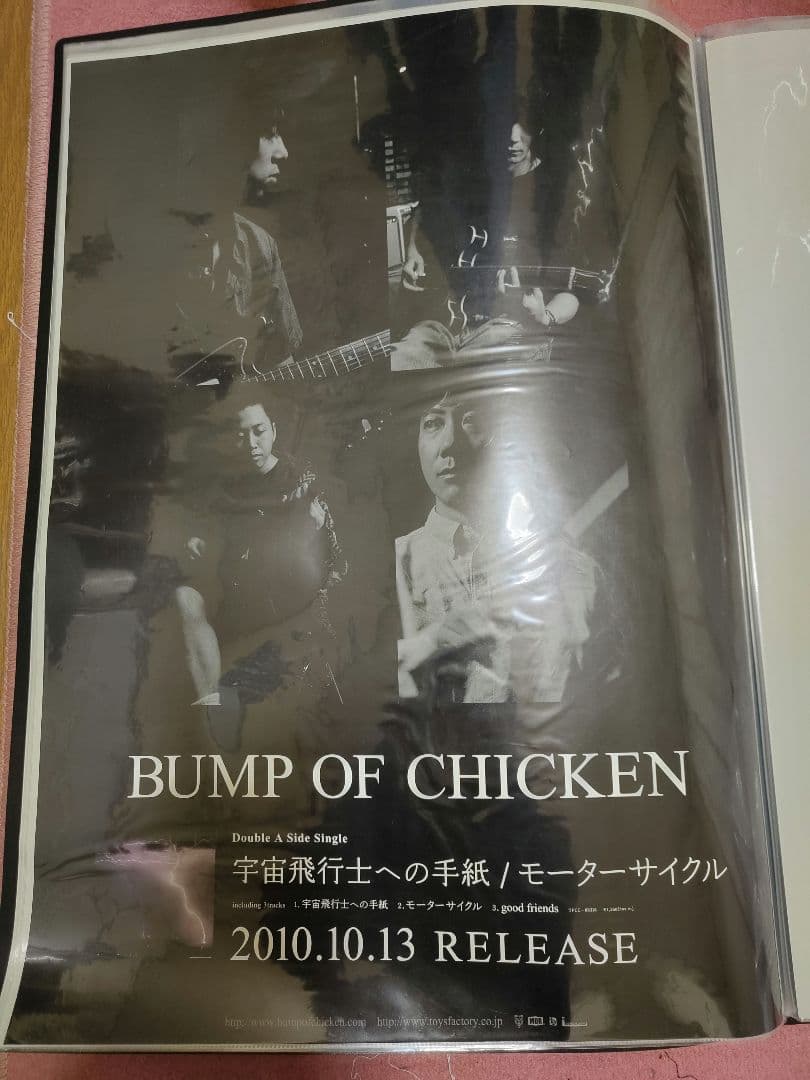 BUMP OF CHICKEN
Double A Side Single
宇宙飛行士への手紙 / モーターサイクル
including 3tracks 1. 宇宙飛行士への手紙 2. モーターサイクル 3. good friends
2010.10.13 RELEASE
http://www.bumpofchicken.com http://www.toysfactory.co.jp